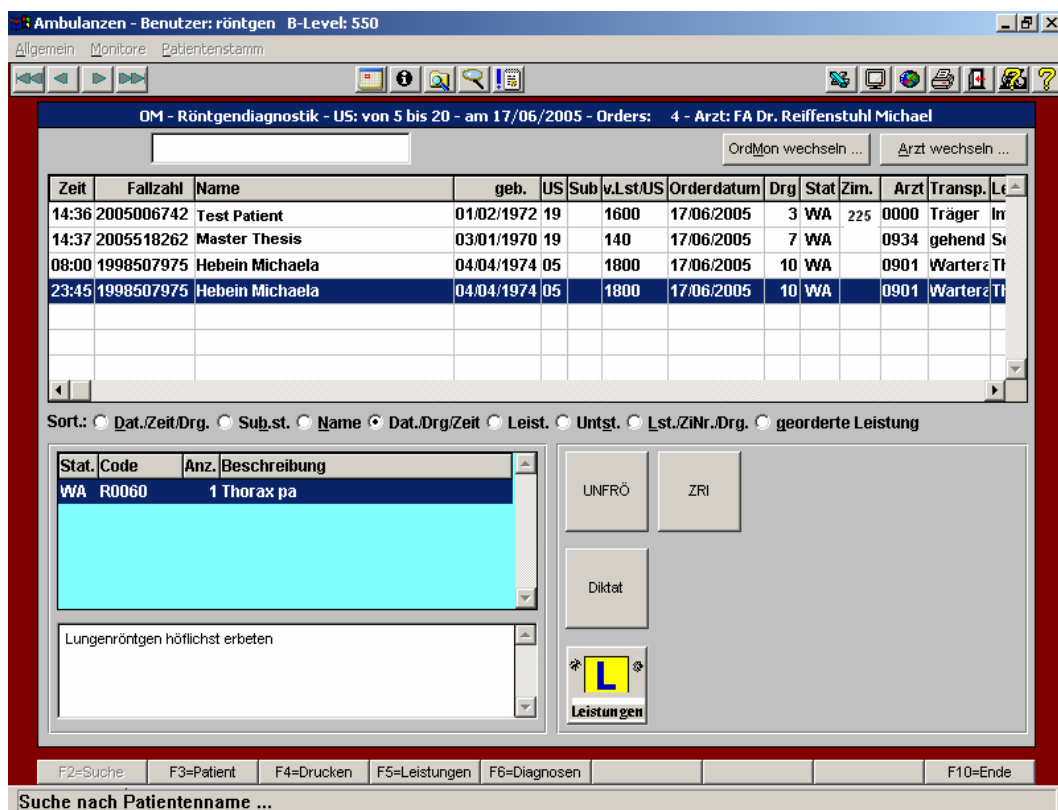 Ambulanzen - Benutzer: röntgen B-Level: 550
Allgemein Monitore Patientenstamm
OM - Röntgendiagnostik - US: von 5 bis 20 - am 17/06/2005 - Orders: 4 - Arzt: FA Dr. Reiffenstuhl Michael
OrdMon wechseln ... Arzt wechseln ...
Zeit Fallzahl Name geb. US Sub v.Lst/US Orderdatum Drg Stat Zim. Arzt Transp. Le
14:36 2005006742 Test Patient 01/02/1972 19 1600 17/06/2005 3 WA 225 0000 Träger
14:37 2005518262 Master Thesis 03/01/1970 19 140 17/06/2005 7 WA 0934 gehend
08:00 1998507975 Hebein Michaela 04/04/1974 05 1800 17/06/2005 10 WA 0901 Wartera
23:45 1998507975 Hebein Michaela 04/04/1974 05 1800 17/06/2005 10 WA 0901 Wartera
Sort.: Dat./Zeit/Drg. Sub.st. Name Dat./Drg/Zeit Leist. Untst. Lst./ZiNr./Drg. georderte Leistung
Stat. Code Anz. Beschreibung
WA R0060 1 Thorax pa
UNFRÖ ZRI
Diktat
Lungenröntgen höflichst erbeten
L
Leistungen
F2=Suche F3=Patient F4=Drucken F5=Leistungen F6=Diagnosen F10=Ende
Suche nach Patientenname ...